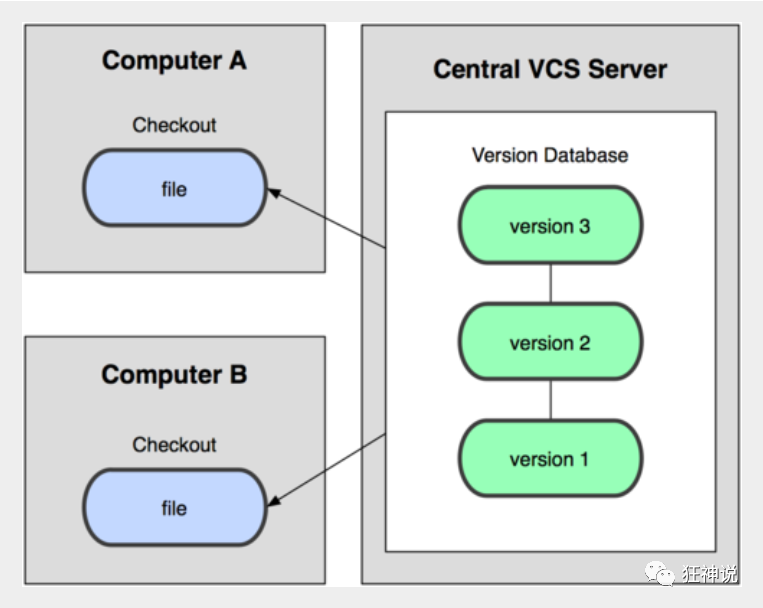 Computer A
Checkout
file
Computer B
Checkout
file
Central VCS Server
Version Database
version 3
version 2
version 1
狂神说